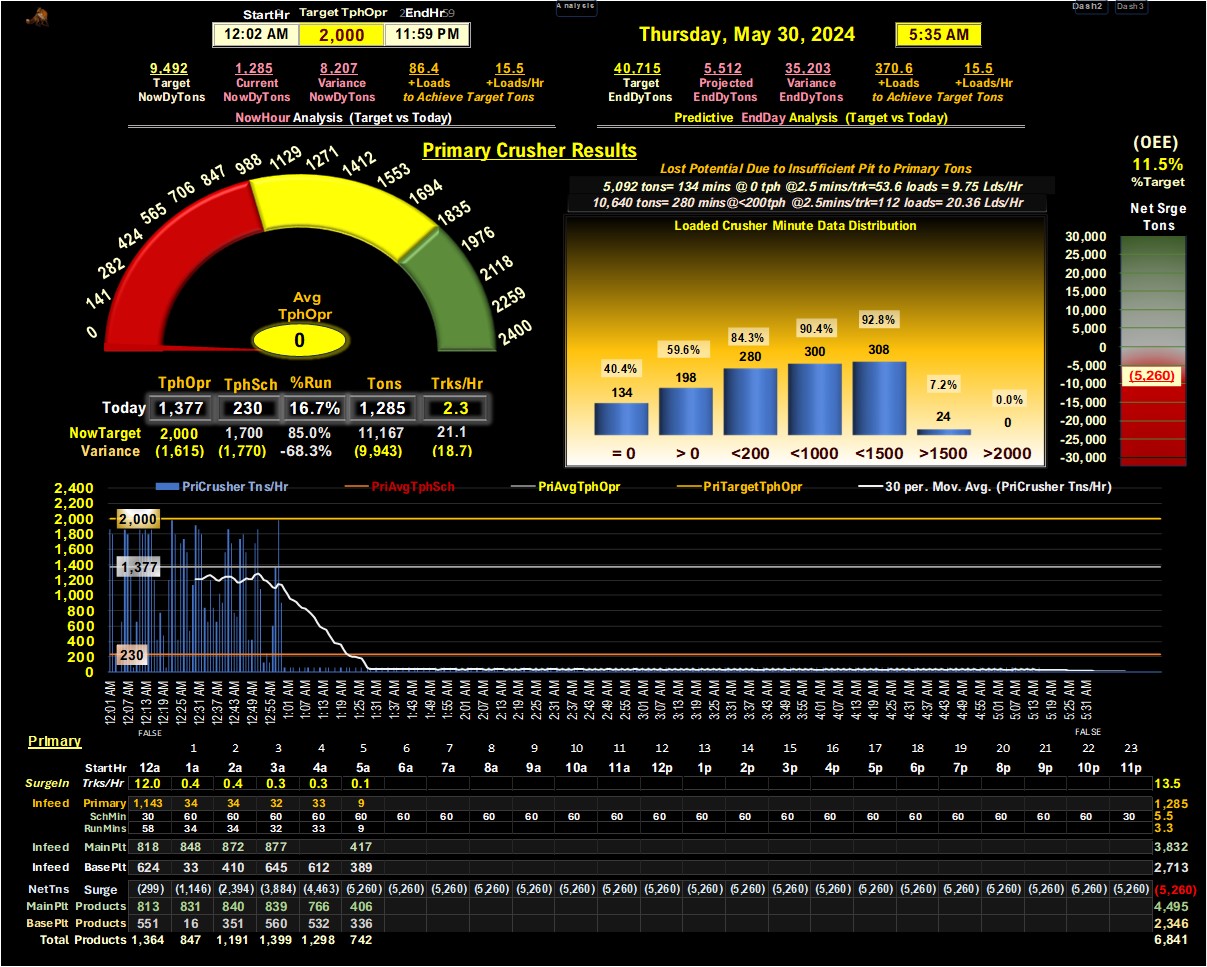 Analysis
Dash2 Dash3
StartHr Target TphOpr EndHr
12:02 AM 2,000 11:59 PM
Thursday, May 30, 2024 5:35 AM
9,492 1,285 8,207 86.4 15.5
Target Current Variance +Loads +Loads/Hr
NowDyTons NowDyTons NowDyTons to Achieve Target Tons
NowHour Analysis (Target vs Today)
40,715 5,512 35,203 370.6 15.5
Target Projected Variance +Loads +Loads/Hr
EndDyTons EndDyTons EndDyTons to Achieve Target Tons
Predictive EndDay Analysis (Target vs Today)
Primary Crusher Results
0 141 282 424 565 706 847 988 1129 1271 1412 1553 1694 1835 1976 2118 2259 2400
Avg
TphOpr
0
TphOpr TphSch %Run Tons Trks/Hr
Today 1,377 230 16.7% 1,285 2.3
NowTarget 2,000 1,700 85.0% 11,167 21.1
Variance (1,615) (1,770) -68.3% (9,943) (18.7)
Lost Potential Due to Insufficient Pit to Primary Tons
5,092 tons= 134 mins @ 0 tph @2.5 mins/trk=53.6 loads = 9.75 Lds/Hr
10,640 tons= 280 mins@<200tph @2.5mins/trk=112 loads= 20.36 Lds/Hr
Loaded Crusher Minute Data Distribution
40.4% 59.6% 84.3% 90.4% 92.8% 7.2% 0.0%
134 198 280 300 308 24 0
= 0 > 0 <200 <1000 <1500 >1500 >2000
(OEE)
11.5%
%Target
Net Srge
Tons
30,000
25,000
20,000
15,000
10,000
5,000
0
-5,000
(5,260)
-10,000
-15,000
-20,000
-25,000
-30,000
PriCrusher Tns/Hr PriAvgTphSch PriAvgTphOpr PriTargetTphOpr 30 per. Mov. Avg. (PriCrusher Tns/Hr)
2,400
2,200
2,000
1,800
1,600
1,400
1,200
1,000
800
600
400
200
0
2,000
1,377
230
12:01 AM 12:07 AM 12:13 AM 12:19 AM 12:25 AM 12:31 AM 12:37 AM 12:43 AM 12:49 AM 12:55 AM 1:01 AM 1:07 AM 1:13 AM 1:19 AM 1:25 AM 1:31 AM 1:37 AM 1:43 AM 1:49 AM 1:55 AM 2:01 AM 2:07 AM 2:13 AM 2:19 AM 2:25 AM 2:31 AM 2:37 AM 2:43 AM 2:49 AM 2:55 AM 3:01 AM 3:07 AM 3:13 AM 3:19 AM 3:25 AM 3:31 AM 3:37 AM 3:43 AM 3:49 AM 3:55 AM 4:01 AM 4:07 AM 4:13 AM 4:19 AM 4:25 AM 4:31 AM 4:37 AM 4:43 AM 4:49 AM 4:55 AM 5:01 AM 5:07 AM 5:13 AM 5:19 AM 5:25 AM 5:31 AM
FALSE FALSE
Primary
1 2 3 4 5 6 7 8 9 10 11 12 13 14 15 16 17 18 19 20 21 22 23
StartHr 12a 1a 2a 3a 4a 5a 6a 7a 8a 9a 10a 11a 12p 1p 2p 3p 4p 5p 6p 7p 8p 9p 10p 11p
SurgeIn Trks/Hr 12.0 0.4 0.4 0.3 0.3 0.1 13.5
Infeed Primary 1,143 34 34 32 33 9 1,285
SchMin 30 60 60 60 60 60 60 60 60 60 60 60 60 60 60 60 60 60 60 60 60 60 60 30 5.5
RunMins 58 34 34 32 33 9 3.3
Infeed MainPlt 818 848 872 877 417 3,832
Infeed BasePlt 624 33 410 645 612 389 2,713
NetTns Surge (299) (1,146) (2,394) (3,884) (4,463) (5,260) (5,260) (5,260) (5,260) (5,260) (5,260) (5,260) (5,260) (5,260) (5,260) (5,260) (5,260) (5,260) (5,260) (5,260) (5,260) (5,260) (5,260) (5,260) (5,260)
MainPlt Products 813 831 840 839 766 406 4,495
BasePlt Products 551 16 351 560 532 336 2,346
Total Products 1,364 847 1,191 1,399 1,298 742 6,841